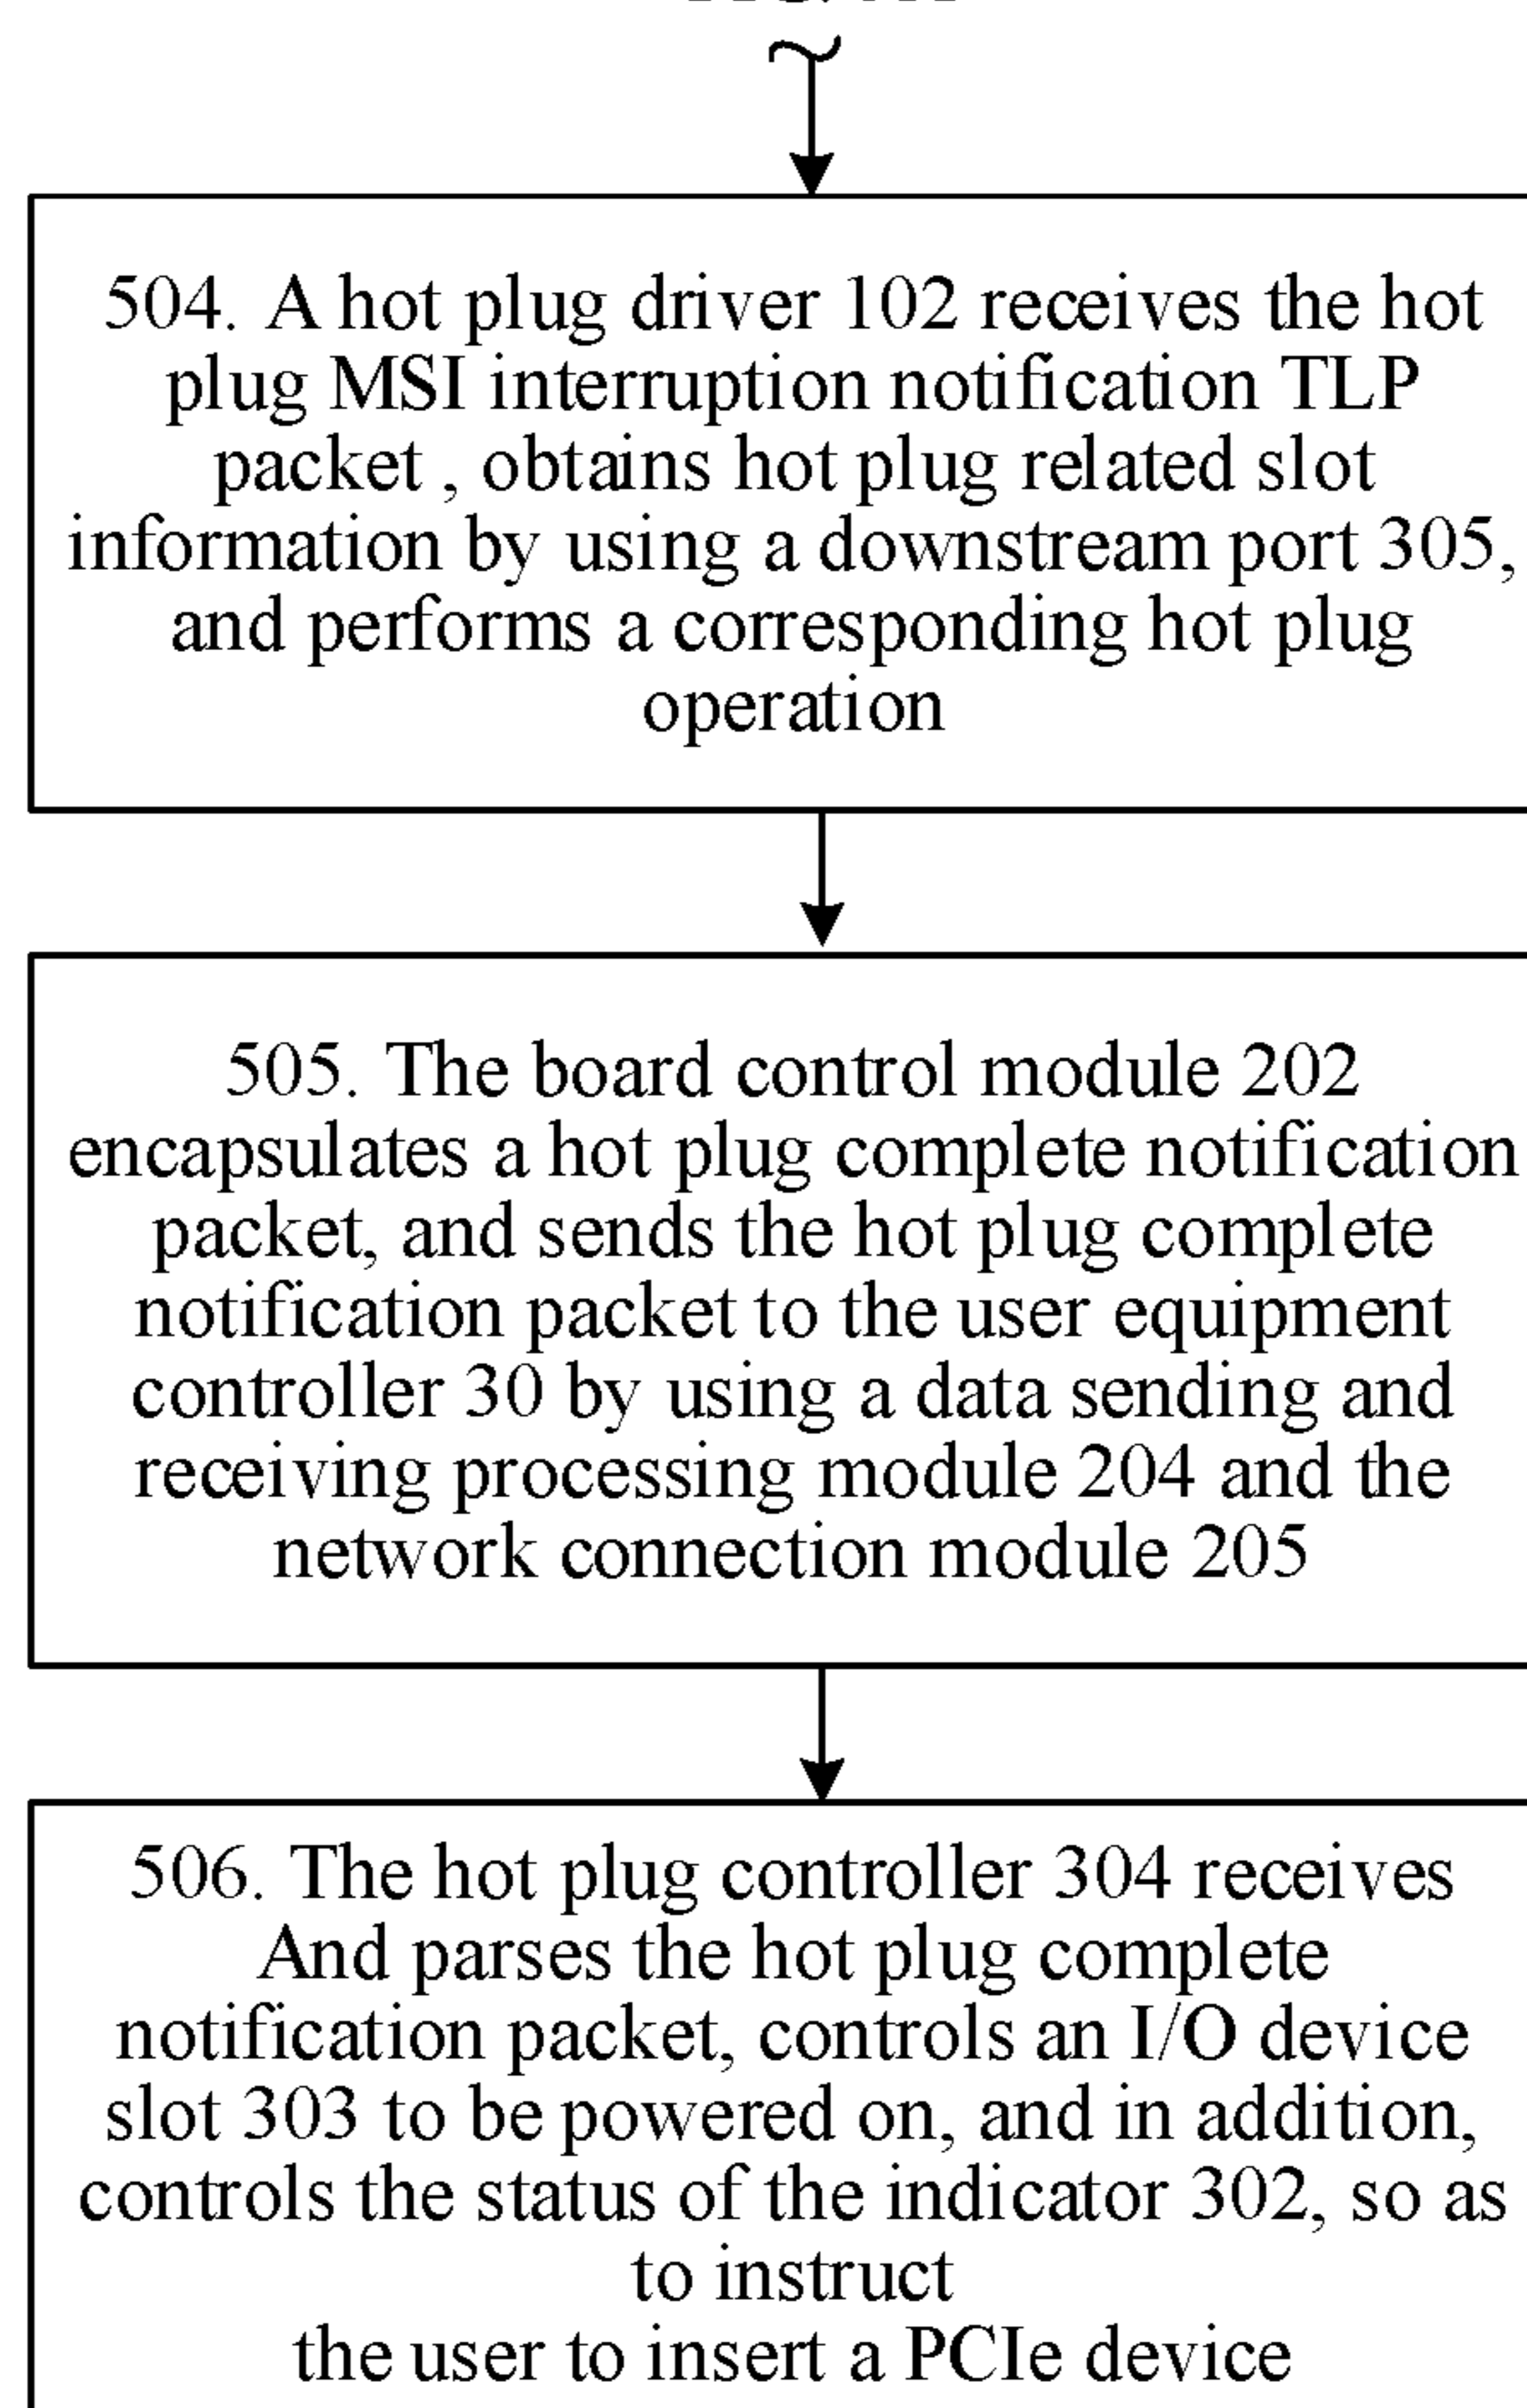 504. A hot plug driver 102 receives the hot
plug MSI interruption notification TLP
packet , obtains hot plug related slot
information by using a downstream port 305,
and performs a corresponding hot plug
operation
505. The board control module 202
encapsulates a hot plug complete notification
packet, and sends the hot plug complete
notification packet to the user equipment
controller 30 by using a data sending and
receiving processing module 204 and the
network connection module 205
506. The hot plug controller 304 receives
And parses the hot plug complete
notification packet, controls an I/O device
slot 303 to be powered on, and in addition,
controls the status of the indicator 302, so as
to instruct
the user to insert a PCIe device